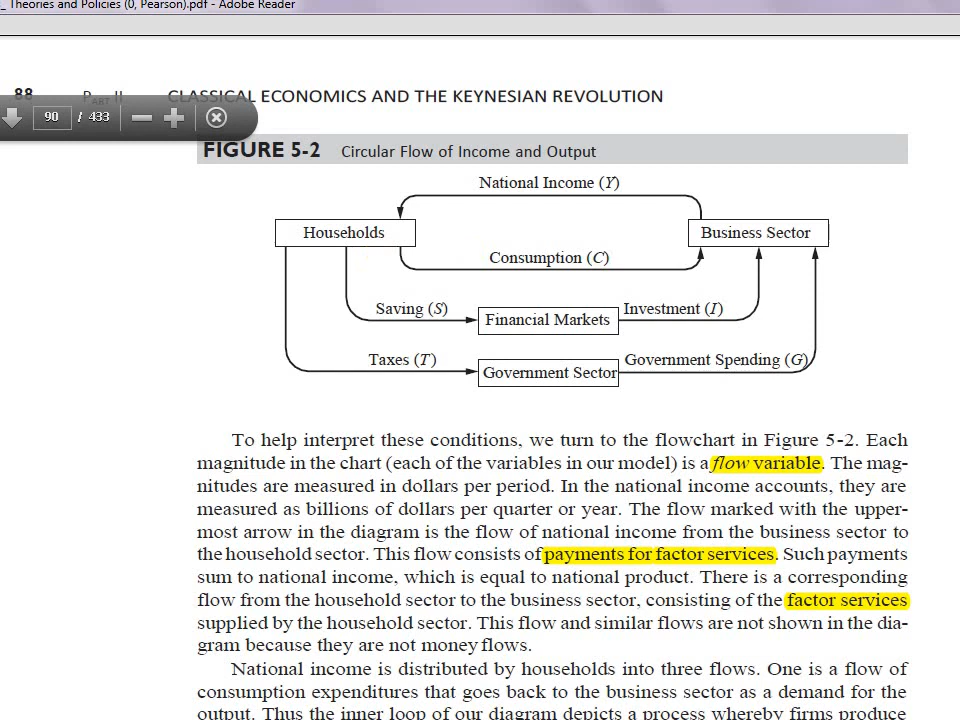 _ Theories and Policies (0, Pearson).pdf - Adobe Reader
88 PART II CLASSICAL ECONOMICS AND THE KEYNESIAN REVOLUTION
90 / 433
FIGURE 5-2 Circular Flow of Income and Output
National Income (Y)
Households Business Sector
Consumption (C)
Saving (S) Financial Markets Investment (I)
Taxes (T) Government Sector Government Spending (G)
To help interpret these conditions, we turn to the flowchart in Figure 5-2. Each
magnitude in the chart (each of the variables in our model) is a flow variable. The mag-
nitudes are measured in dollars per period. In the national income accounts, they are
measured as billions of dollars per quarter or year. The flow marked with the upper-
most arrow in the diagram is the flow of national income from the business sector to
the household sector. This flow consists of payments for factor services. Such payments
sum to national income, which is equal to national product. There is a corresponding
flow from the household sector to the business sector, consisting of the factor services
supplied by the household sector. This flow and similar flows are not shown in the dia-
gram because they are not money flows.
National income is distributed by households into three flows. One is a flow of
consumption expenditures that goes back to the business sector as a demand for the
output. Thus the inner loop of our diagram depicts a process whereby firms produce